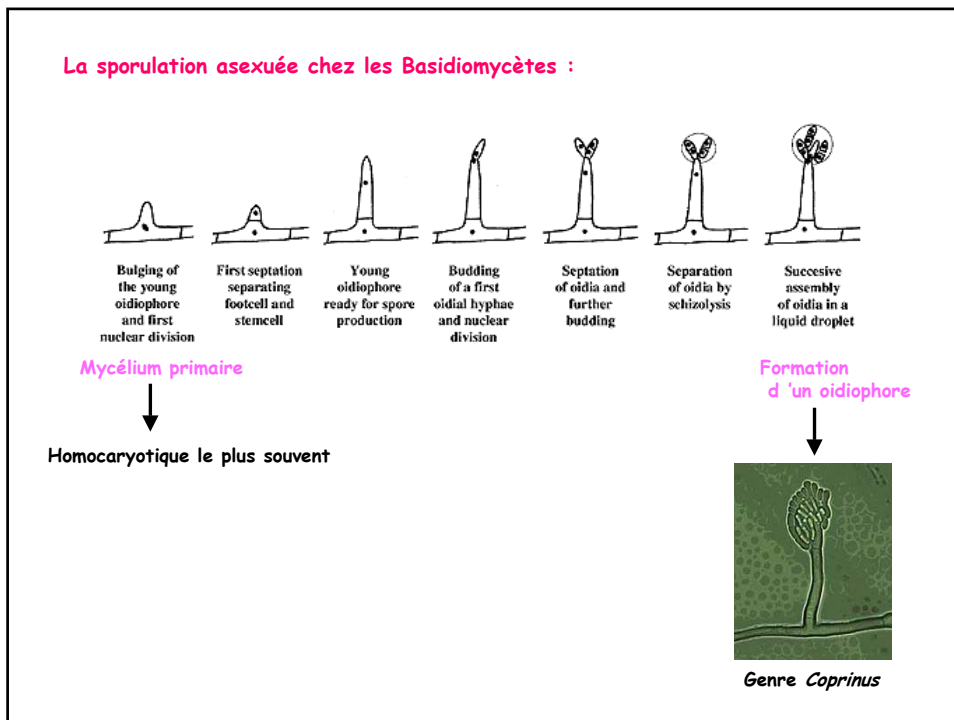 La sporulation asexuée chez les Basidiomycètes :
Bulging of
the young
oidiophore
and first
nuclear division
First septation
separating
footcell and
stemcell
Young
oidiophore
ready for spore
production
Budding
of a first
oidial hyphae
and nuclear
division
Septation
of oidia and
further
budding
Separation
of oidia by
schizolysis
Succesive
assembly
of oidia in a
liquid droplet
Mycélium primaire
Homocaryotique le plus souvent
Formation
d 'un oidiophore
Genre Coprinus